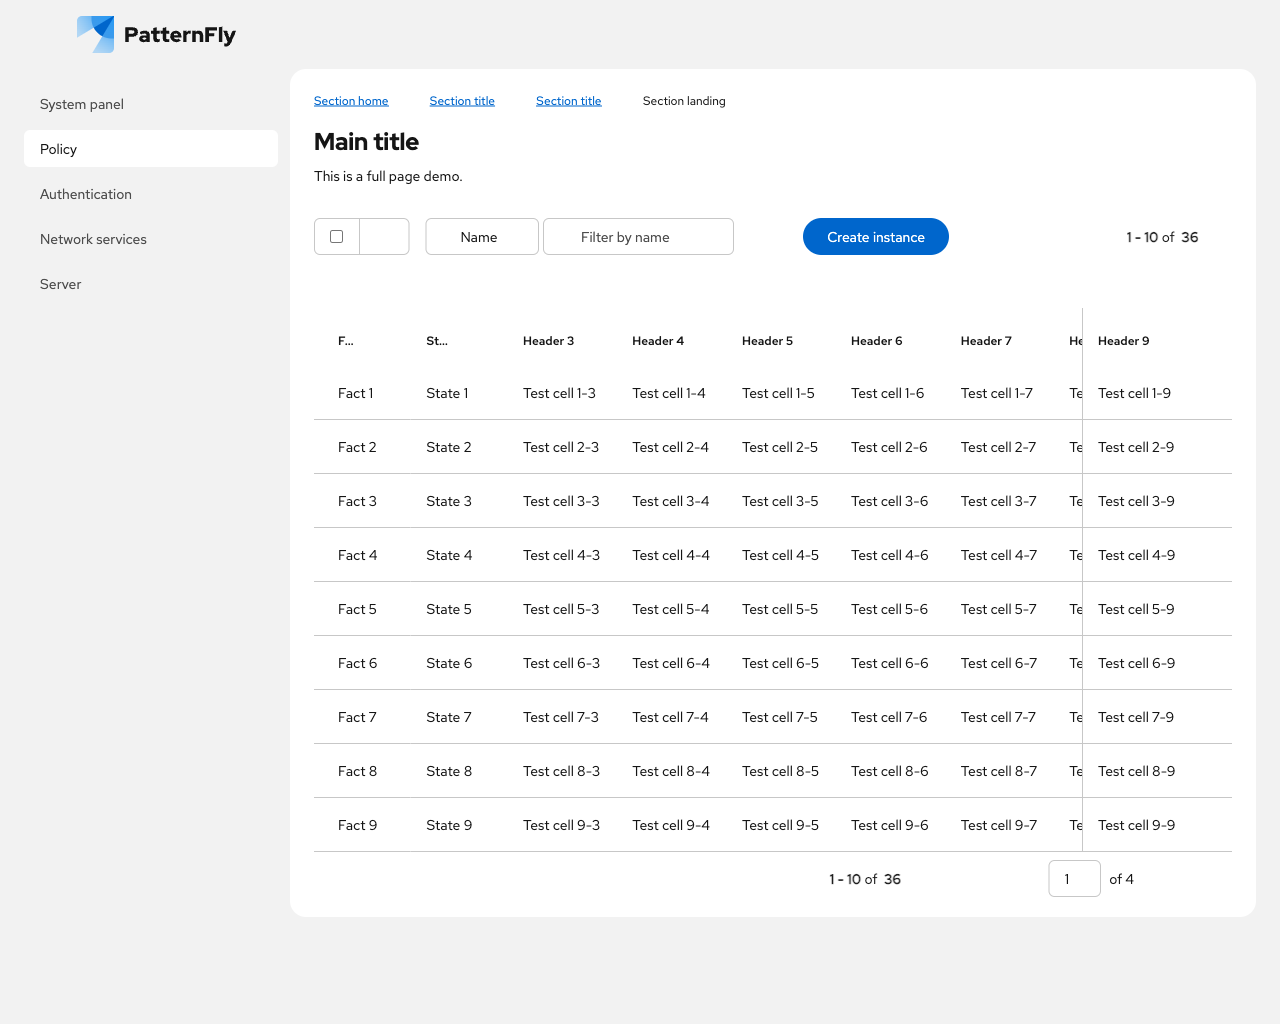 PatternFly
System panel
Policy
Authentication
Network services
Server
Section home Section title Section title Section landing
Main title
This is a full page demo.
Name Filter by name Create instance 1 - 10 of 36
F... St... Header 3 Header 4 Header 5 Header 6 Header 7 He Header 9
Fact 1 State 1 Test cell 1-3 Test cell 1-4 Test cell 1-5 Test cell 1-6 Test cell 1-7 Te Test cell 1-9
Fact 2 State 2 Test cell 2-3 Test cell 2-4 Test cell 2-5 Test cell 2-6 Test cell 2-7 Te Test cell 2-9
Fact 3 State 3 Test cell 3-3 Test cell 3-4 Test cell 3-5 Test cell 3-6 Test cell 3-7 Te Test cell 3-9
Fact 4 State 4 Test cell 4-3 Test cell 4-4 Test cell 4-5 Test cell 4-6 Test cell 4-7 Te Test cell 4-9
Fact 5 State 5 Test cell 5-3 Test cell 5-4 Test cell 5-5 Test cell 5-6 Test cell 5-7 Te Test cell 5-9
Fact 6 State 6 Test cell 6-3 Test cell 6-4 Test cell 6-5 Test cell 6-6 Test cell 6-7 Te Test cell 6-9
Fact 7 State 7 Test cell 7-3 Test cell 7-4 Test cell 7-5 Test cell 7-6 Test cell 7-7 Te Test cell 7-9
Fact 8 State 8 Test cell 8-3 Test cell 8-4 Test cell 8-5 Test cell 8-6 Test cell 8-7 Te Test cell 8-9
Fact 9 State 9 Test cell 9-3 Test cell 9-4 Test cell 9-5 Test cell 9-6 Test cell 9-7 Te Test cell 9-9
1 - 10 of 36 1 of 4